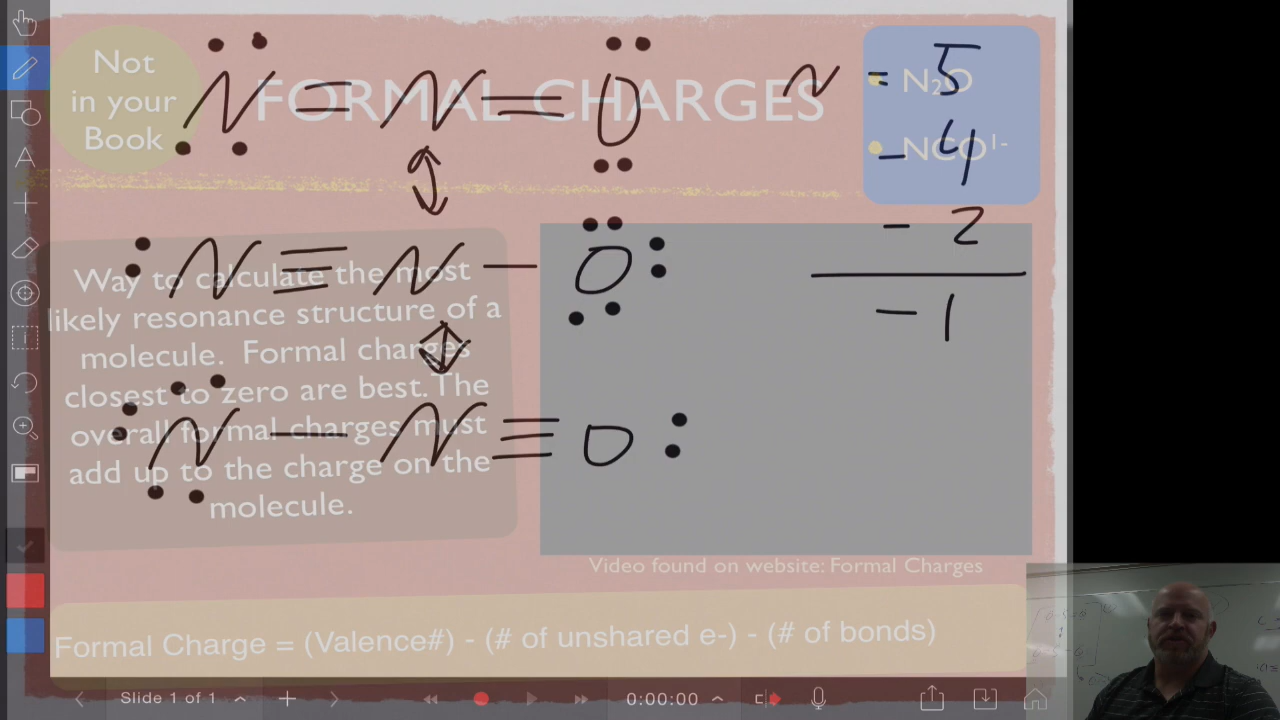 Not
in your
Book
FORMAL CHARGES
N₂O
NCO¹⁻
N = N = O
N ≡ N - O
N - N ≡ O
N = 5
- 4
- 2
- 1
Way to calculate the most
likely resonance structure of a
molecule. Formal charges
closest to zero are best. The
overall formal charges must
add up to the charge on the
molecule.
Video found on website: Formal Charges
Formal Charge = (Valence#) - (# of unshared e-) - (# of bonds)
Slide 1 of 1
0:00:00